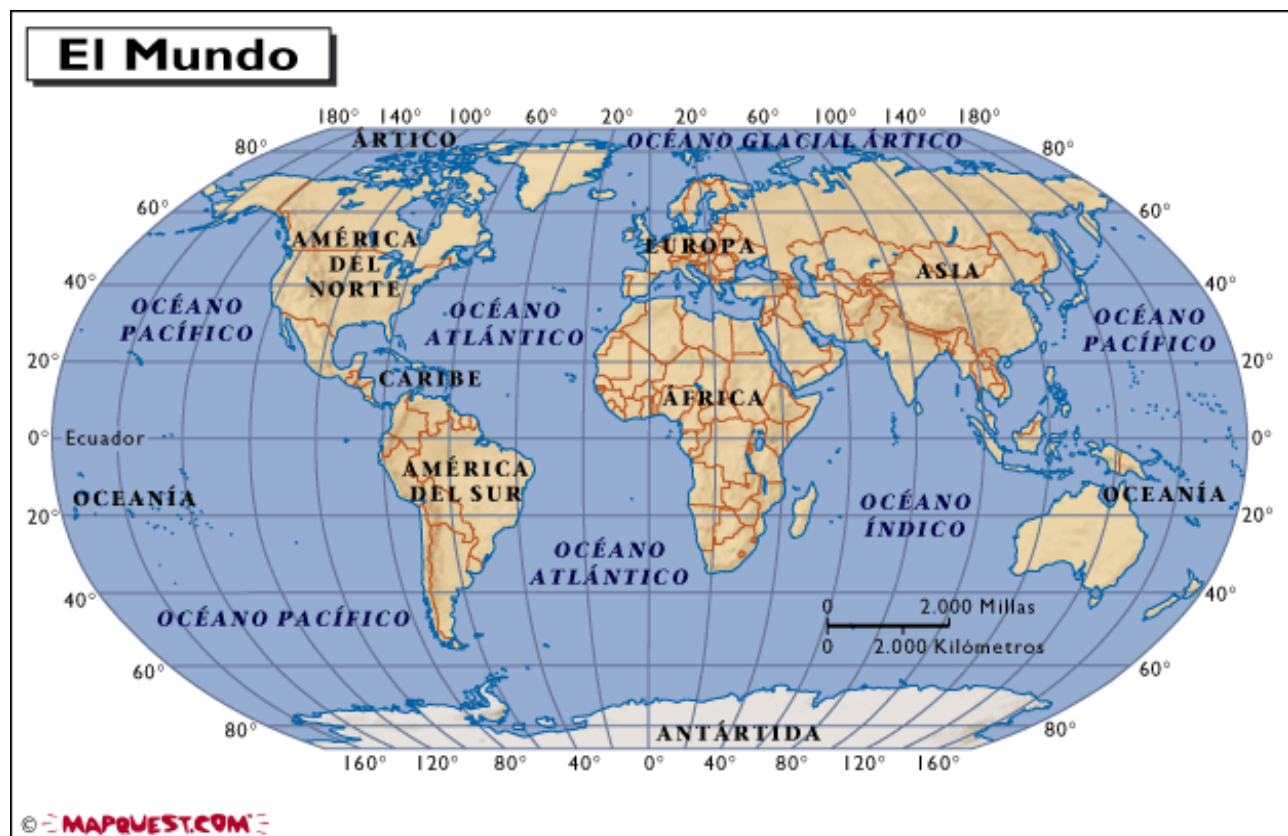 El Mundo
180° 140° 100° 60° 20° 20° 60° 100° 140° 180°
80° ÁRTICO OCÉANO GLACIAL ÁRTICO 80°
60° 60°
AMÉRICA
DEL
NORTE
EUROPA
ASIA
40° 40°
OCÉANO
PACÍFICO
OCÉANO
ATLÁNTICO
OCÉANO
PACÍFICO
20° 20°
CARIBE
ÁFRICA
0° Ecuador 0°
AMÉRICA
DEL SUR
OCEANÍA
OCEANÍA
20° 20°
OCÉANO
ÍNDICO
OCÉANO
ATLÁNTICO
40° 40°
OCÉANO PACÍFICO
0 2.000 Millas
0 2.000 Kilómetros
60° 60°
80° ANTÁRTIDA 80°
160° 120° 80° 40° 0° 40° 80° 120° 160°
© MAPQUEST.COM